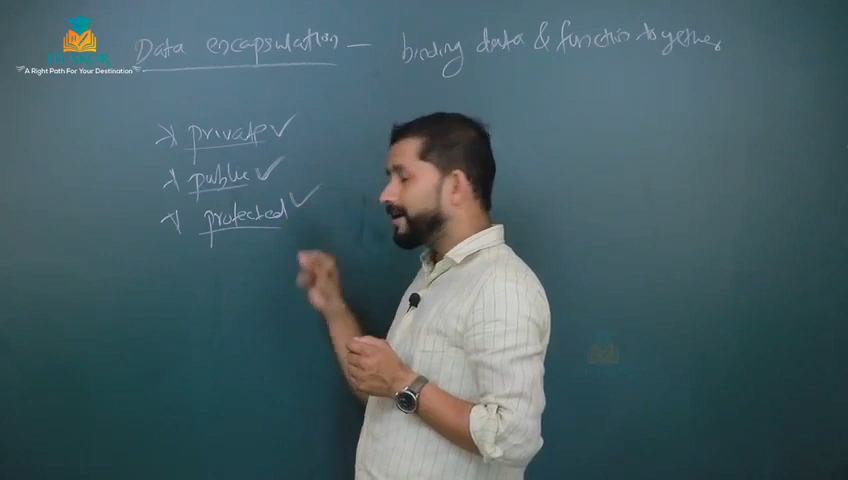 A Right Path For Your Destination
Data encapsulation — binding data & function together
* private ✓
* public ✓
* protected ✓